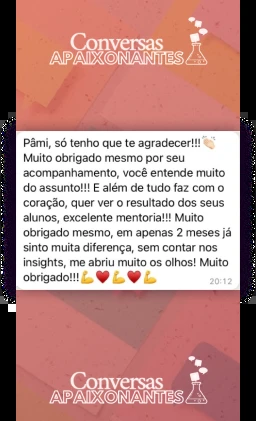 Conversas
APAIXONANTES
Pâmi, só tenho que te agradecer!!!👏🏻
Muito obrigado mesmo por seu
acompanhamento, você entende muito
do assunto!!! E além de tudo faz com o
coração, quer ver o resultado dos seus
alunos, excelente mentoria!!! Muito
obrigado mesmo, em apenas 2 meses já
sinto muita diferença, sem contar nos
insights, me abriu muito os olhos! Muito
obrigado!!!💪❤️💪❤️💪
20:12
Conversas
APAIXONANTES